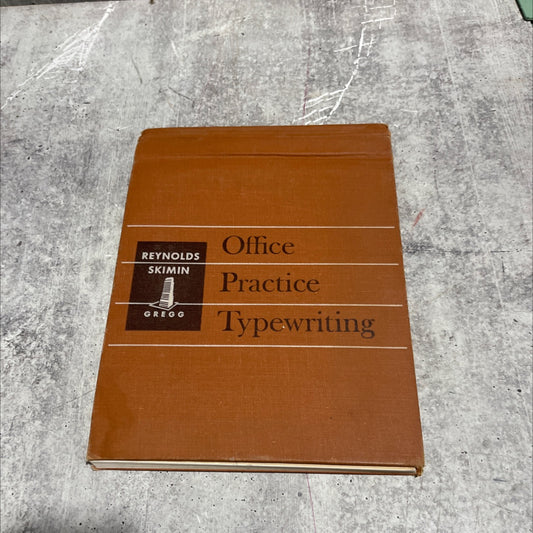 REYNOLDS
SKIMIN
GREGG
Office
Practice
Typewriting